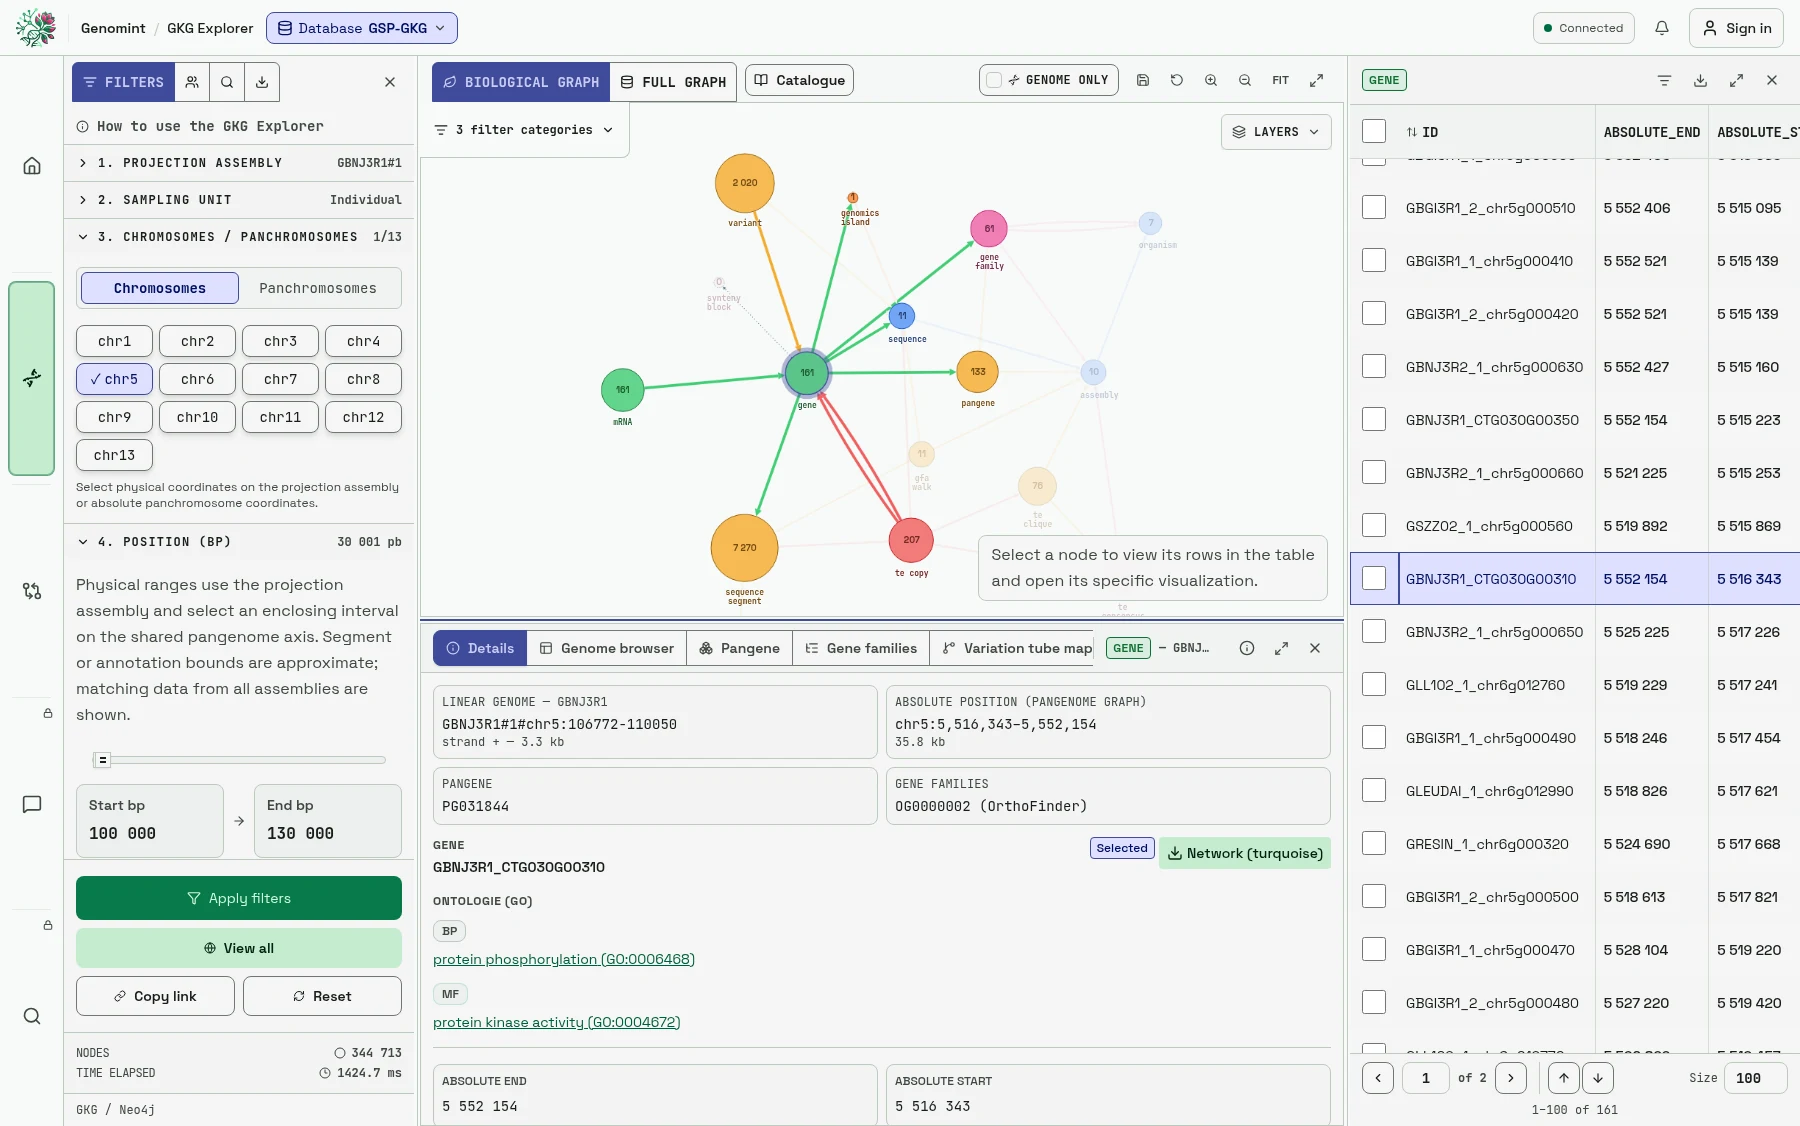 Genomint / GKG Explorer
Database GSP-GKG
Connected
Sign in
FILTERS
How to use the GKG Explorer
1. PROJECTION ASSEMBLY GBNJ3R1#1
2. SAMPLING UNIT Individual
3. CHROMOSOMES / PANCHROMOSOMES 1/13
Chromosomes Panchromosomes
chr1 chr2 chr3 chr4
✓ chr5 chr6 chr7 chr8
chr9 chr10 chr11 chr12
chr13
Select physical coordinates on the projection assembly
or absolute panchromosome coordinates.
4. POSITION (BP) 30 001 pb
Physical ranges use the projection
assembly and select an enclosing interval
on the shared pangenome axis. Segment
or annotation bounds are approximate;
matching data from all assemblies are
shown.
Start bp
100 000
→
End bp
130 000
Apply filters
View all
Copy link
Reset
NODES 344 713
TIME ELAPSED 1424.7 ms
GKG / Neo4j
BIOLOGICAL GRAPH
FULL GRAPH
Catalogue
GENOME ONLY
FIT
3 filter categories
LAYERS
2 020
variant
1
genomics
island
61
gene
family
7
organism
0
synteny
block
11
sequence
161
mRNA
161
gene
133
pangene
10
assembly
11
gfa
walk
76
te
clique
7 270
sequence
segment
207
te copy
te
Select a node to view its rows in the table
and open its specific visualization.
Details
Genome browser
Pangene
Gene families
Variation tube map
GENE — GBNJ…
LINEAR GENOME — GBNJ3R1
GBNJ3R1#1#chr5:106772-110050
strand + — 3.3 kb
ABSOLUTE POSITION (PANGENOME GRAPH)
chr5:5,516,343–5,552,154
35.8 kb
PANGENE
PG031844
GENE FAMILIES
OG0000002 (OrthoFinder)
GENE
GBNJ3R1_CTG030G00310
Selected
Network (turquoise)
ONTOLOGIE (GO)
BP
protein phosphorylation (GO:0006468)
MF
protein kinase activity (GO:0004672)
ABSOLUTE END
5 552 154
ABSOLUTE START
5 516 343
GENE
ID ABSOLUTE_END ABSOLUTE_ST
GBGI3R1_2_chr5g000510 5 552 406 5 515 095
GBGI3R1_1_chr5g000410 5 552 521 5 515 139
GBGI3R1_2_chr5g000420 5 552 521 5 515 139
GBNJ3R2_1_chr5g000630 5 552 427 5 515 160
GBNJ3R1_CTG030G00350 5 552 154 5 515 223
GBNJ3R2_1_chr5g000660 5 521 225 5 515 253
GSZZ02_1_chr5g000560 5 519 892 5 515 869
GBNJ3R1_CTG030G00310 5 552 154 5 516 343
GBNJ3R2_1_chr5g000650 5 525 225 5 517 226
GLL102_1_chr6g012760 5 519 229 5 517 241
GBGI3R1_1_chr5g000490 5 518 246 5 517 454
GLEUDAI_1_chr6g012990 5 518 826 5 517 621
GRESIN_1_chr6g000320 5 524 690 5 517 668
GBGI3R1_2_chr5g000500 5 518 613 5 517 821
GBGI3R1_1_chr5g000470 5 528 104 5 519 220
GBGI3R1_2_chr5g000480 5 527 220 5 519 420
1 of 2
Size 100
1–100 of 161